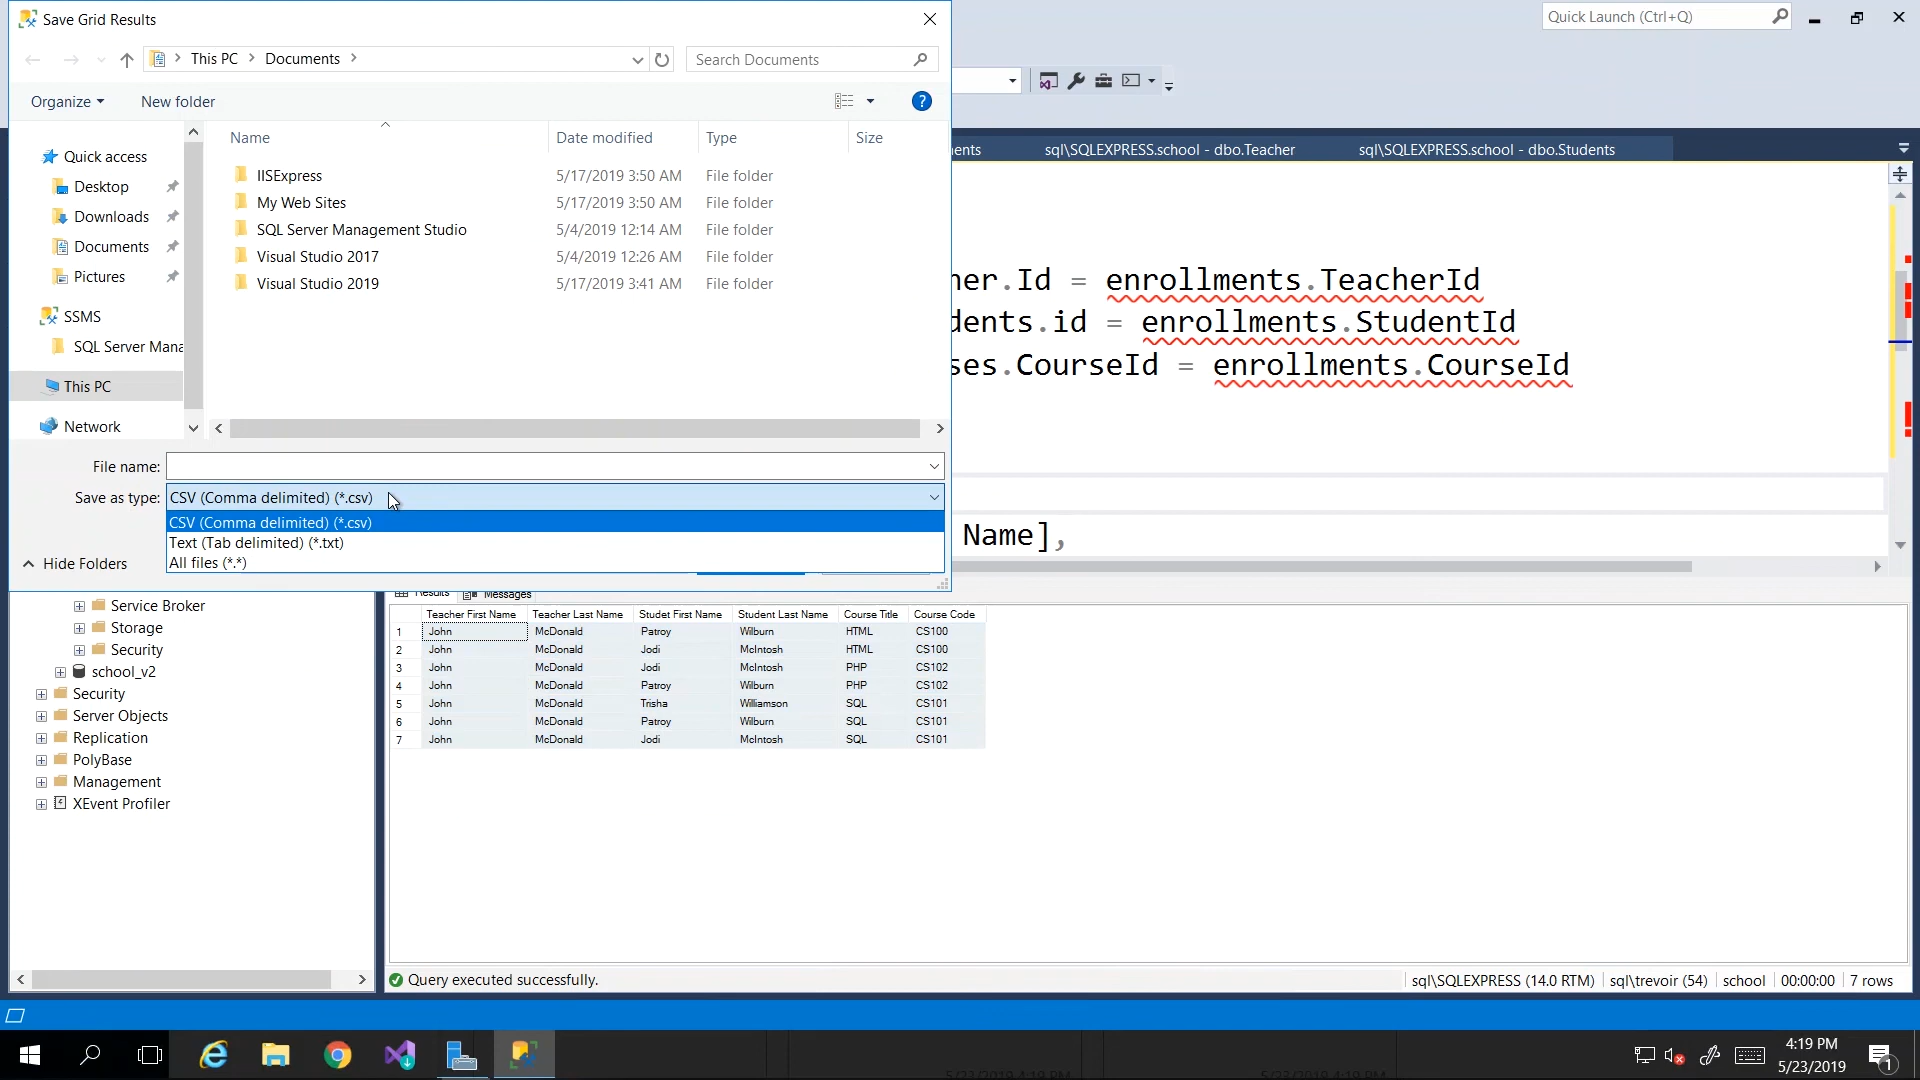 Save Grid Results
Quick Launch (Ctrl+Q)
This PC
Documents
Search Documents
Organize
New folder
Name
Date modified
Type
Size
Quick access
Desktop
Downloads
Documents
Pictures
SSMS
SQL Server Mana
This PC
Network
IISExpress 5/17/2019 3:50 AM File folder
My Web Sites 5/17/2019 3:50 AM File folder
SQL Server Management Studio 5/4/2019 12:14 AM File folder
Visual Studio 2017 5/4/2019 12:26 AM File folder
Visual Studio 2019 5/17/2019 3:41 AM File folder
File name:
Save as type: CSV (Comma delimited) (*.csv)
CSV (Comma delimited) (*.csv)
Text (Tab delimited) (*.txt)
All files (*.*)
Hide Folders
ents
sql\SQLEXPRESS.school - dbo.Teacher
sql\SQLEXPRESS.school - dbo.Students
her.Id = enrollments.TeacherId
dents.id = enrollments.StudentId
ses.CourseId = enrollments.CourseId
Name],
Service Broker
Storage
Security
school_v2
Security
Server Objects
Replication
PolyBase
Management
XEvent Profiler
Results
Messages
Teacher First Name Teacher Last Name Studet First Name Student Last Name Course Title Course Code
1 John McDonald Patroy Wilburn HTML CS100
2 John McDonald Jodi McIntosh HTML CS100
3 John McDonald Jodi McIntosh PHP CS102
4 John McDonald Patroy Wilburn PHP CS102
5 John McDonald Trisha Williamson SQL CS101
6 John McDonald Patroy Wilburn SQL CS101
7 John McDonald Jodi McIntosh SQL CS101
Query executed successfully.
sql\SQLEXPRESS (14.0 RTM) sql\trevoir (54) school 00:00:00 7 rows
4:19 PM
5/23/2019
1